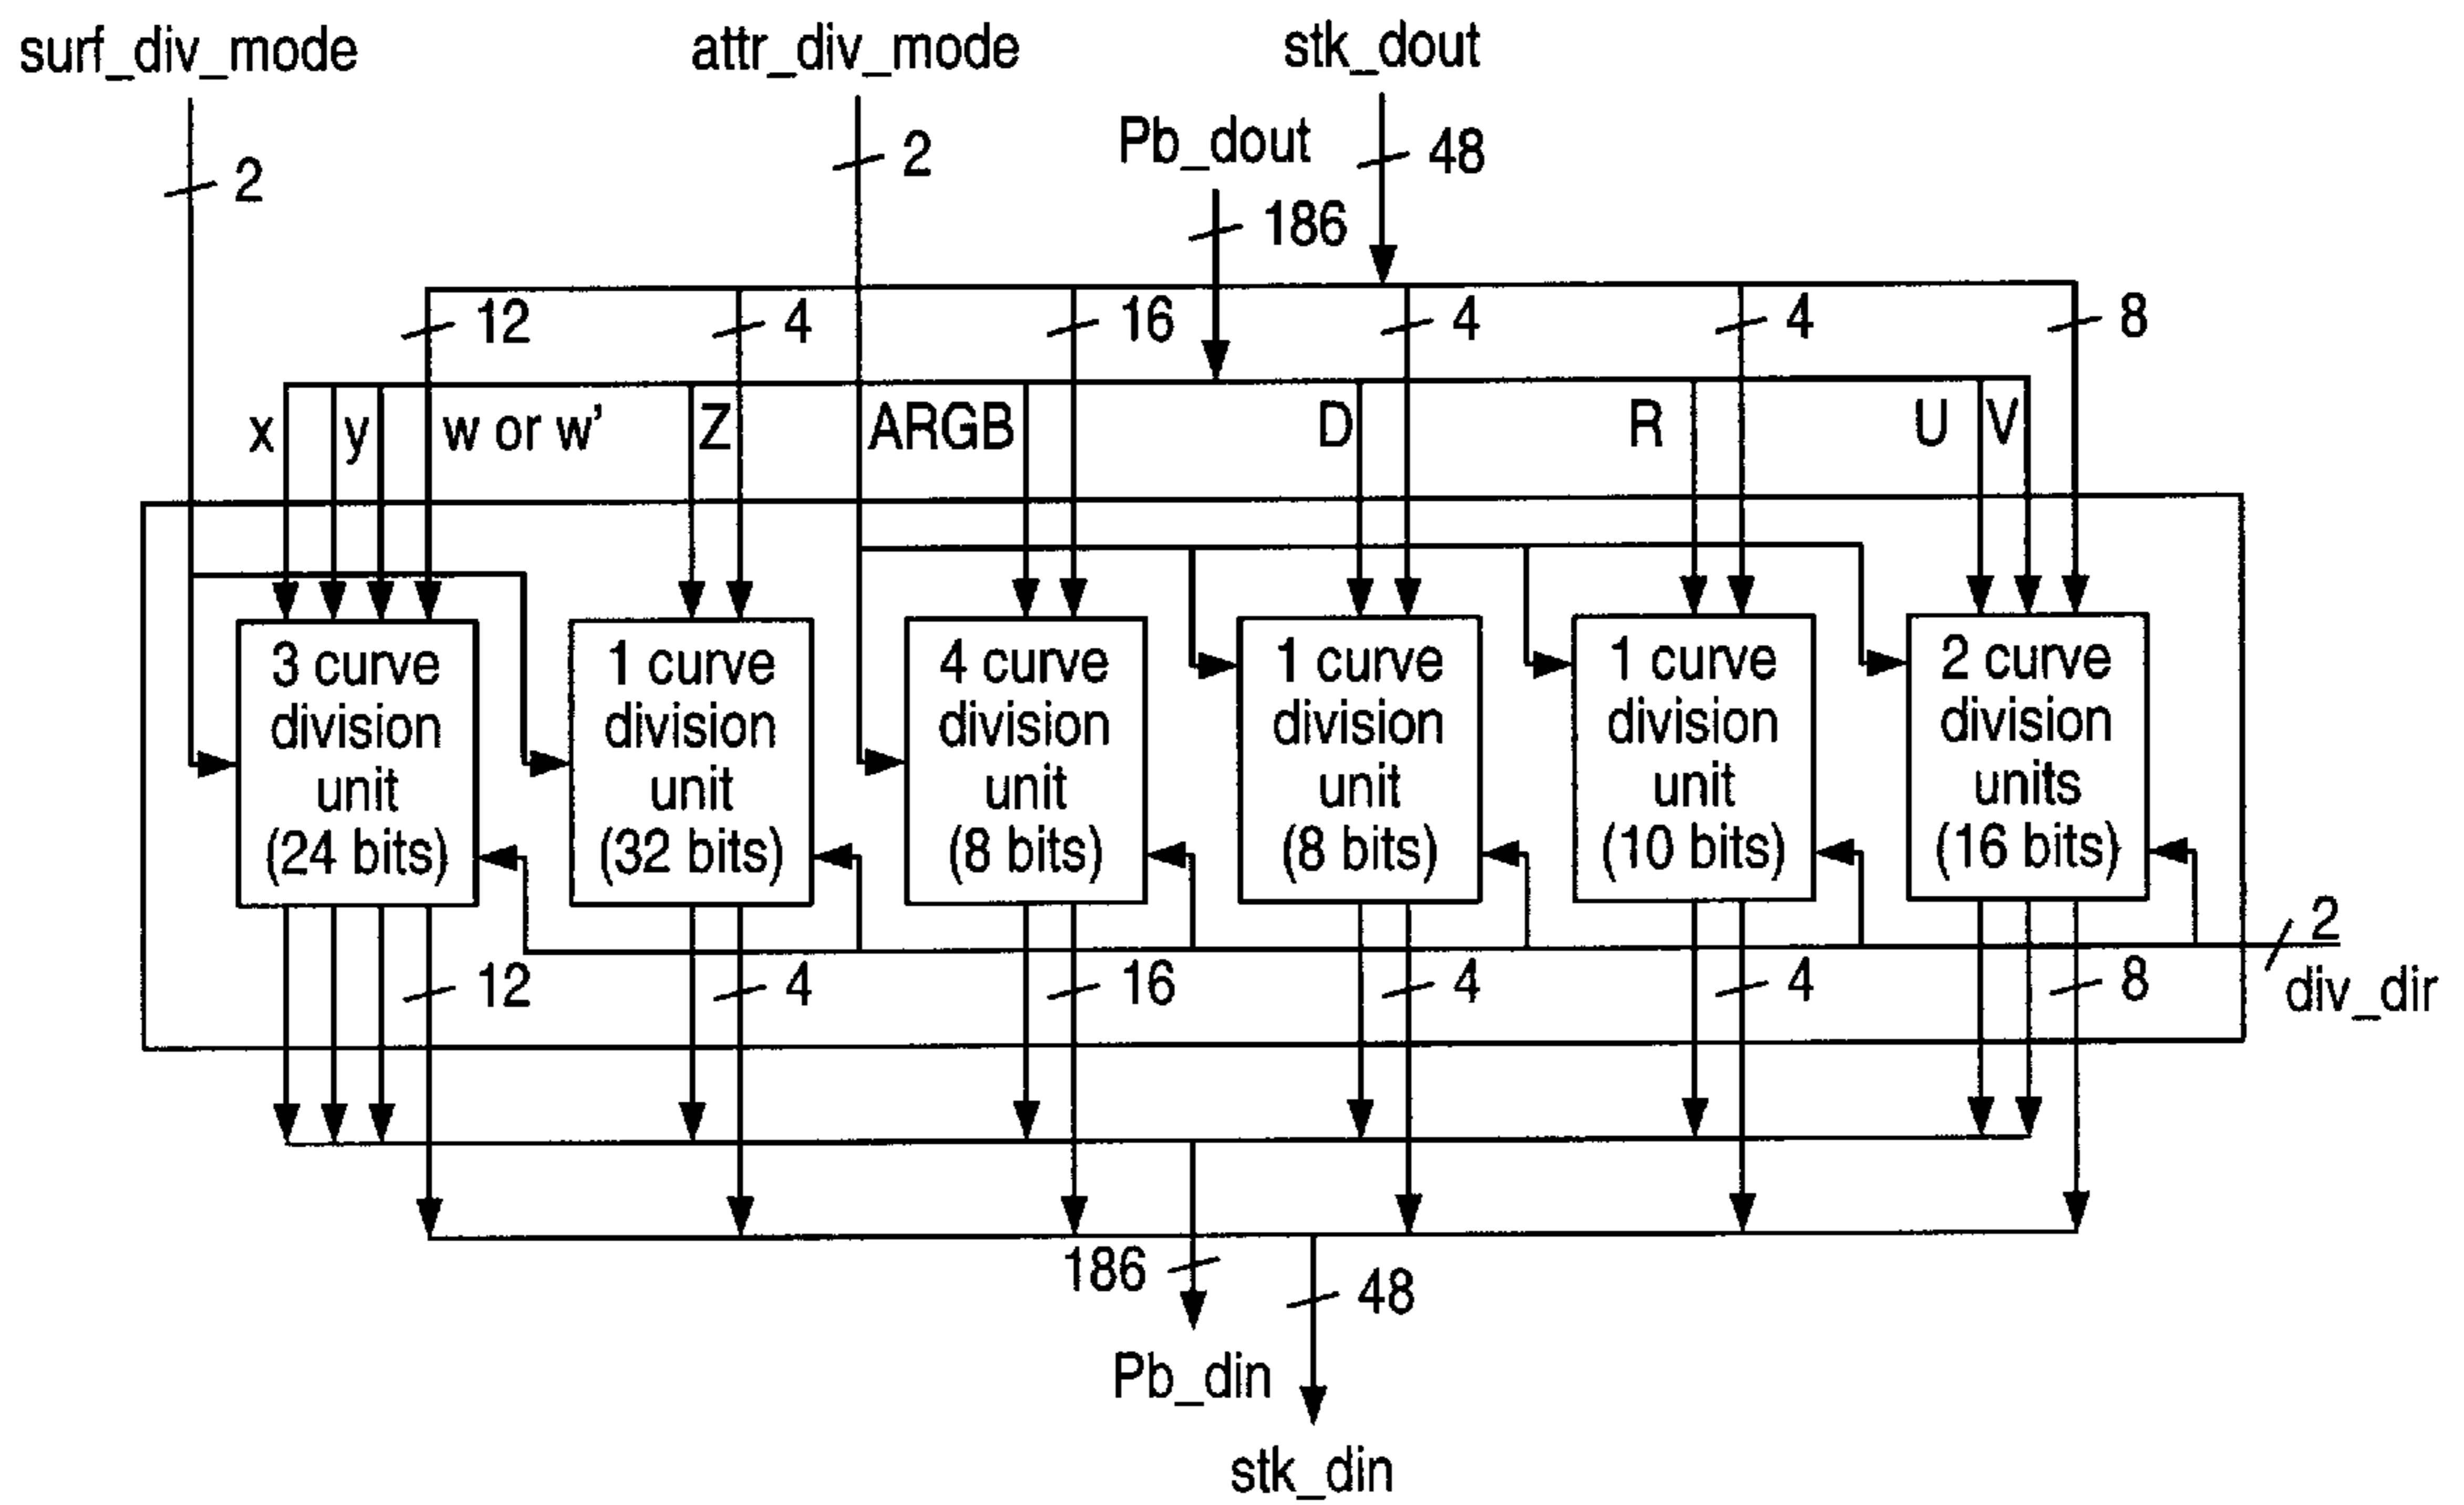 surf_div_mode
attr_div_mode
stk_dout
Pb_dout
2
2
48
186
12
4
16
4
4
8
x
y
w or w'
Z
ARGB
D
R
U
V
3 curve
division
unit
(24 bits)
1 curve
division
unit
(32 bits)
4 curve
division
unit
(8 bits)
1 curve
division
unit
(8 bits)
1 curve
division
unit
(10 bits)
2 curve
division
units
(16 bits)
2
div_dir
12
4
16
4
4
8
186
48
Pb_din
stk_din